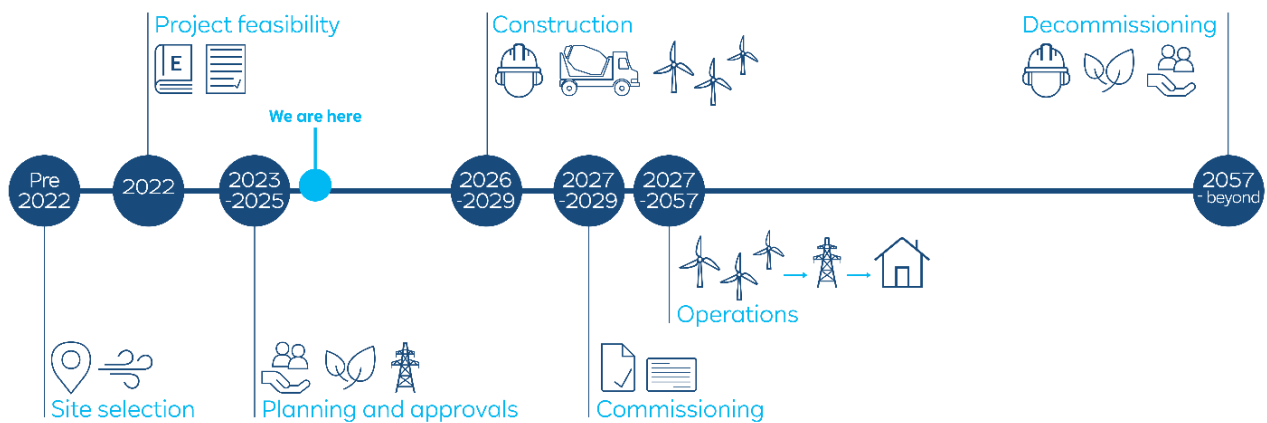 Project feasibility
Construction
Decommissioning
E
We are here
Pre
2022
2022
2023
-2025
2026
-2029
2027
-2029
2027
-2057
2057
- beyond
Operations
Site selection
Planning and approvals
Commissioning